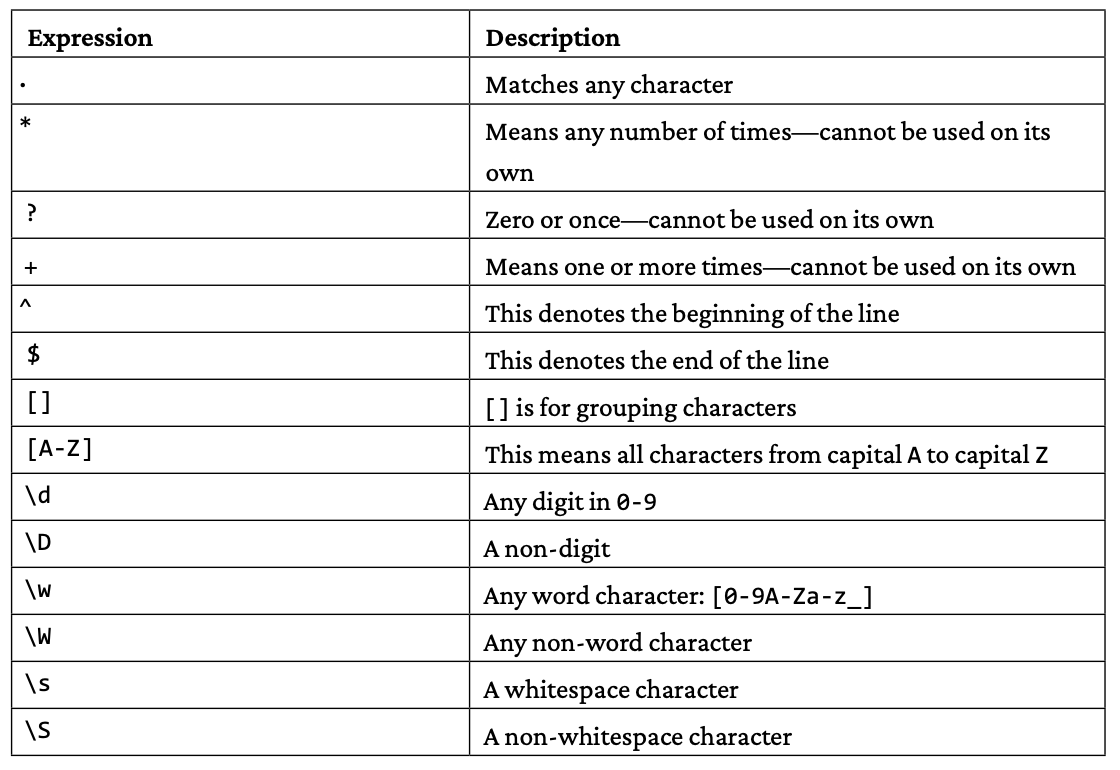 Expression Description
. Matches any character
* Means any number of times—cannot be used on its
own
? Zero or once—cannot be used on its own
+ Means one or more times—cannot be used on its own
^ This denotes the beginning of the line
$ This denotes the end of the line
[] [] is for grouping characters
[A-Z] This means all characters from capital A to capital Z
\d Any digit in 0-9
\D A non-digit
\w Any word character: [0-9A-Za-z_]
\W Any non-word character
\s A whitespace character
\S A non-whitespace character